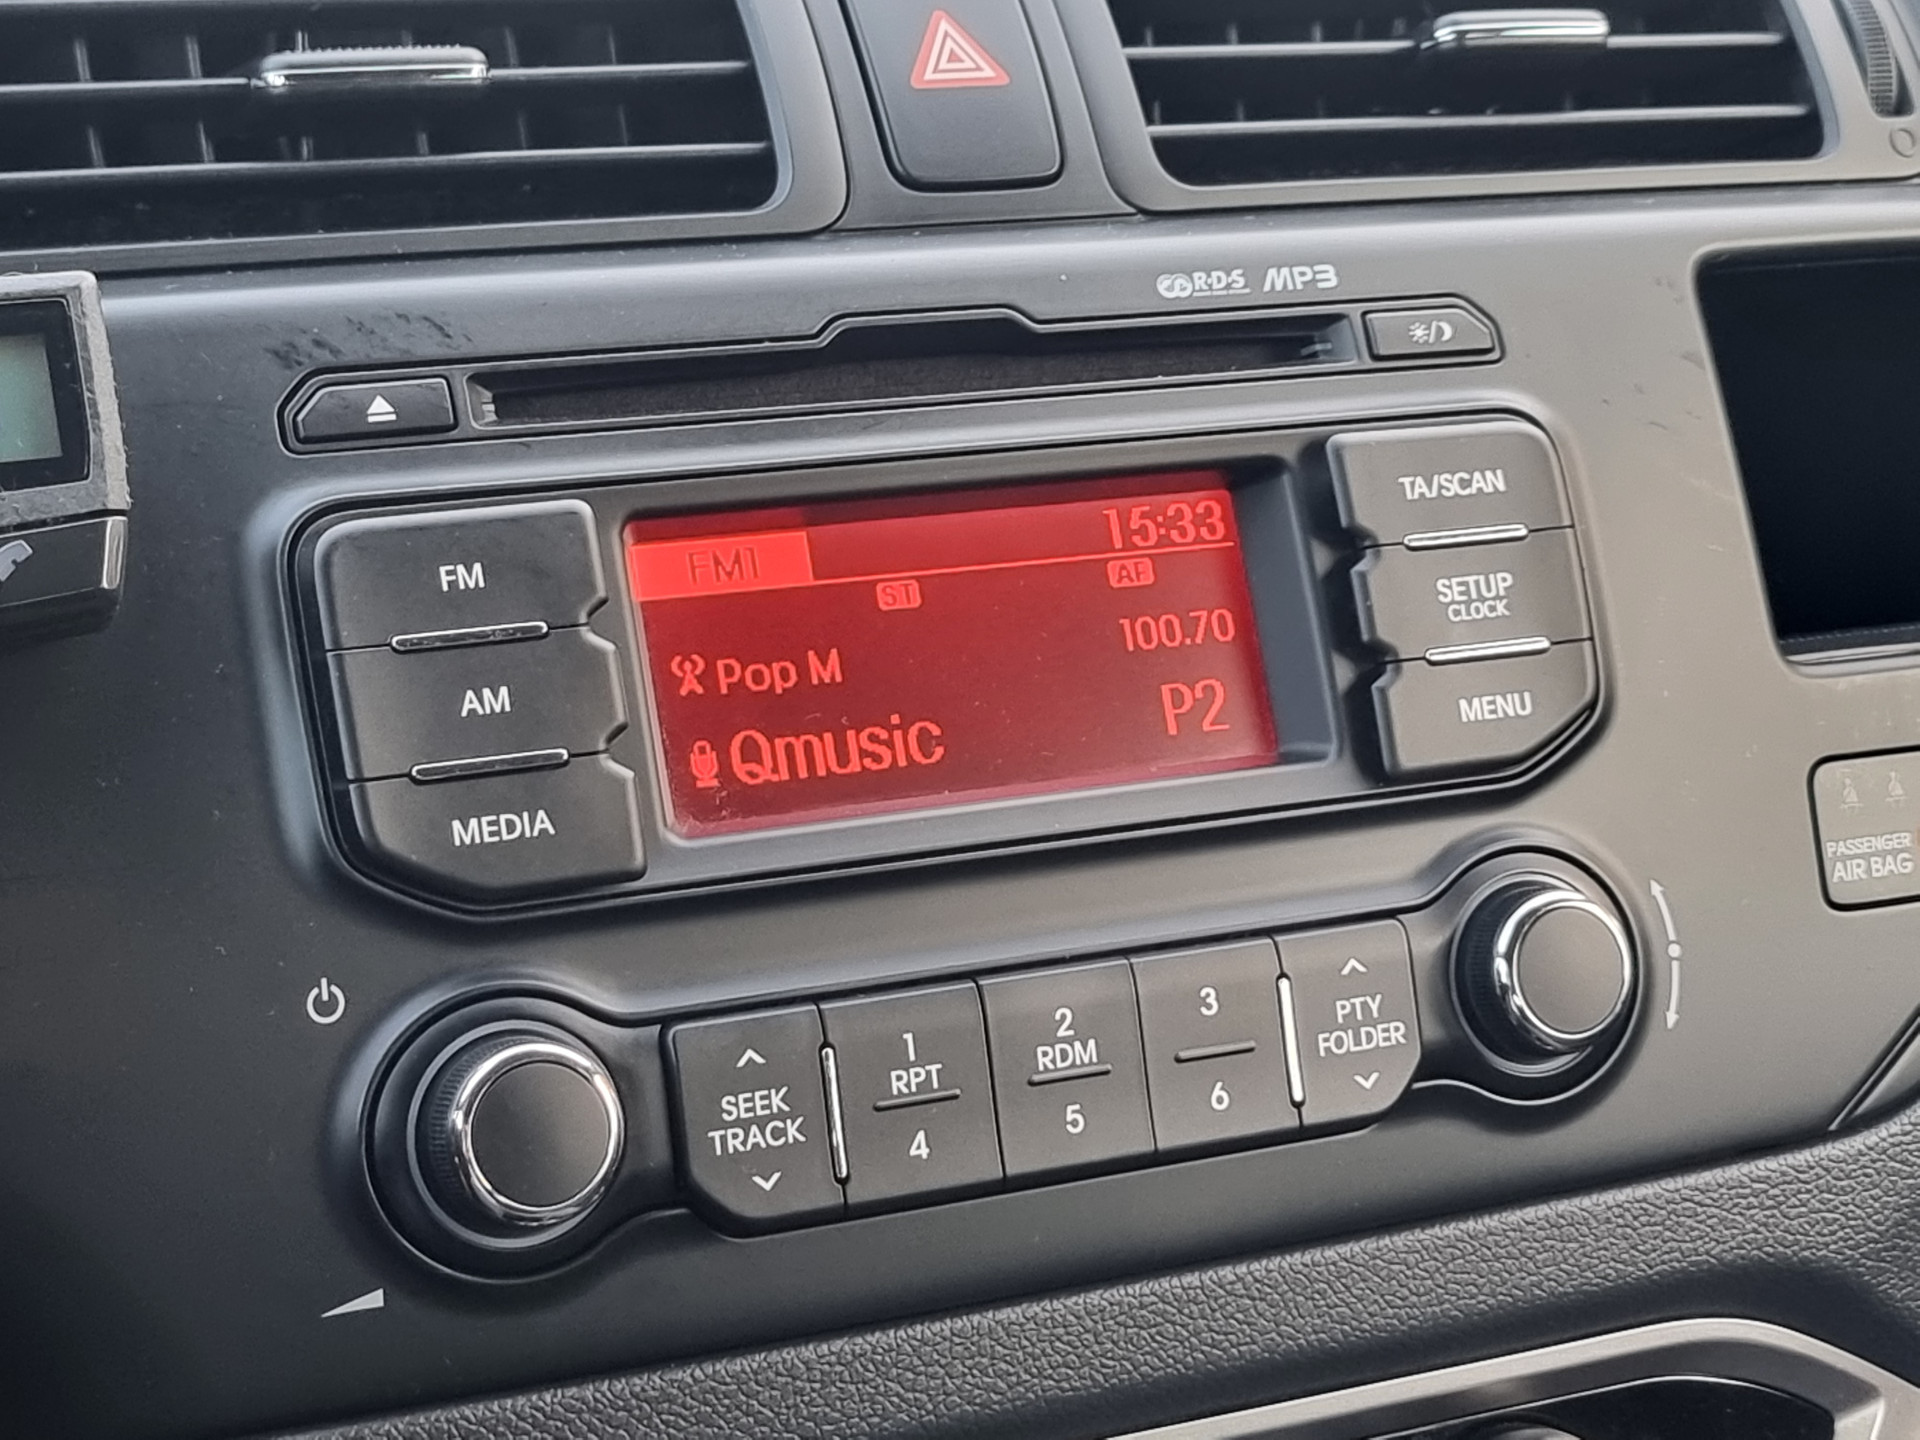 R·D·S MP3
TA/SCAN
FM1
15:33
FM
ST
AF
SETUP
CLOCK
Pop M
100.70
AM
MENU
Qmusic
P2
MEDIA
PASSENGER
AIR BAG
SEEK
TRACK
1
RPT
4
2
RDM
5
3
6
PTY
FOLDER